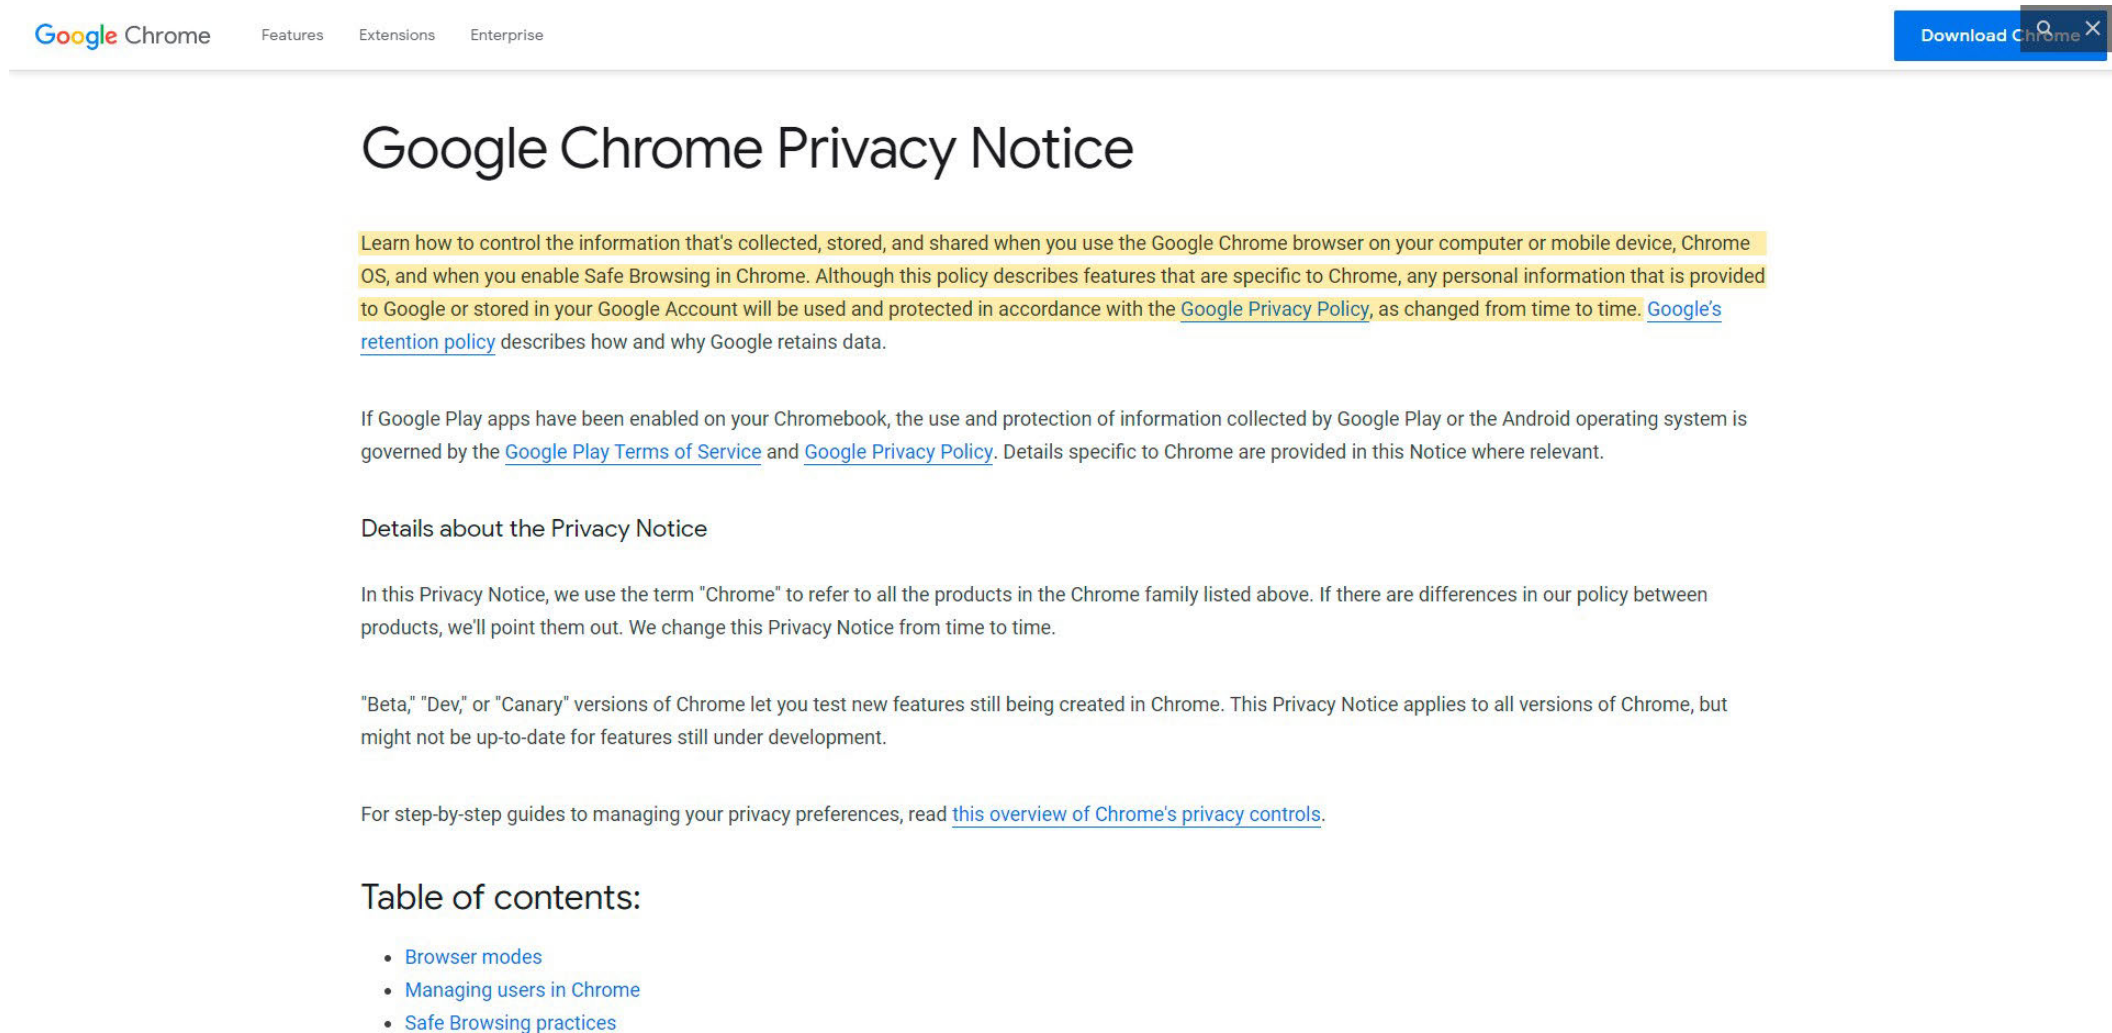 Google Chrome
Features
Extensions
Enterprise
Download Chrome
Google Chrome Privacy Notice
Learn how to control the information that's collected, stored, and shared when you use the Google Chrome browser on your computer or mobile device, Chrome
OS, and when you enable Safe Browsing in Chrome. Although this policy describes features that are specific to Chrome, any personal information that is provided
to Google or stored in your Google Account will be used and protected in accordance with the Google Privacy Policy, as changed from time to time. Google’s
retention policy describes how and why Google retains data.
If Google Play apps have been enabled on your Chromebook, the use and protection of information collected by Google Play or the Android operating system is
governed by the Google Play Terms of Service and Google Privacy Policy. Details specific to Chrome are provided in this Notice where relevant.
Details about the Privacy Notice
In this Privacy Notice, we use the term "Chrome" to refer to all the products in the Chrome family listed above. If there are differences in our policy between
products, we'll point them out. We change this Privacy Notice from time to time.
"Beta," "Dev," or "Canary" versions of Chrome let you test new features still being created in Chrome. This Privacy Notice applies to all versions of Chrome, but
might not be up-to-date for features still under development.
For step-by-step guides to managing your privacy preferences, read this overview of Chrome's privacy controls.
Table of contents:
• Browser modes
• Managing users in Chrome
• Safe Browsing practices